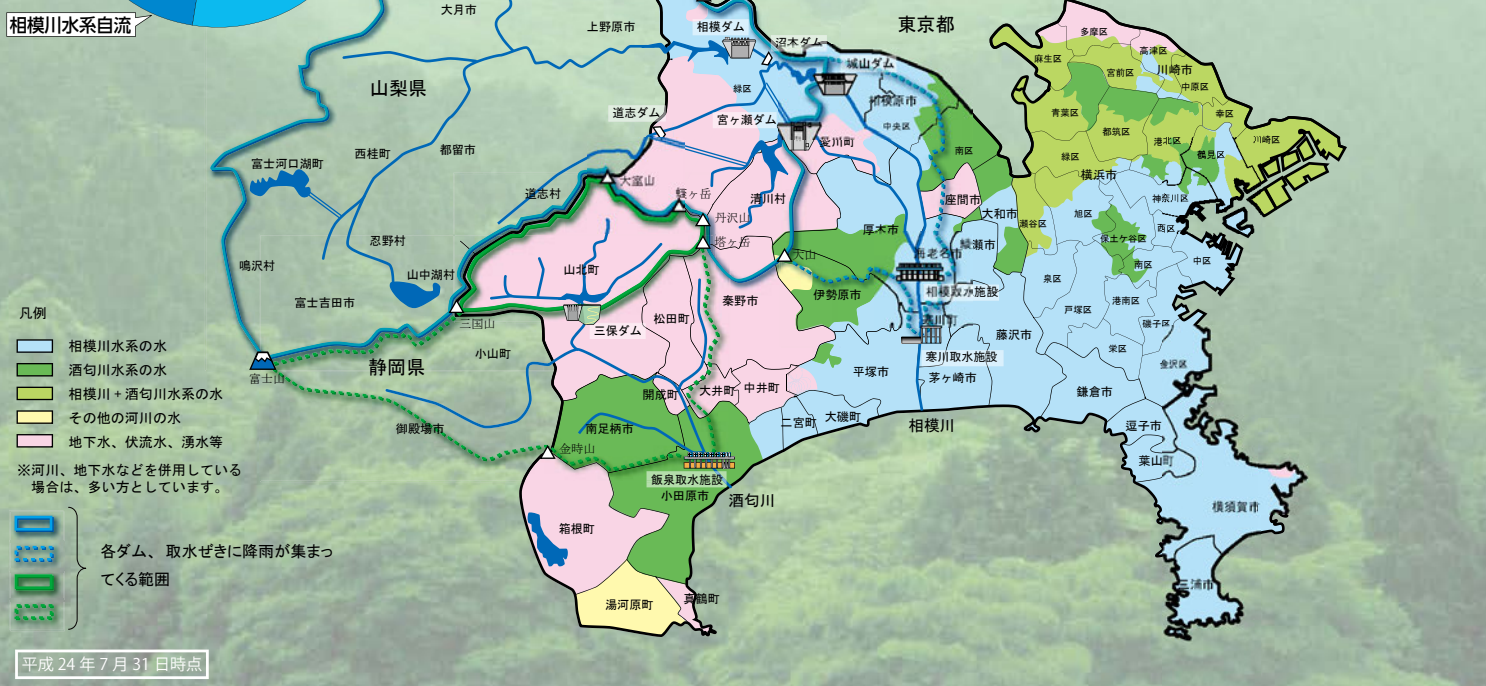 相模川水系自流
大月市
上野原市
相模ダム
沼本ダム
東京都
多摩区
高津区
麻生区
宮前区
川崎市
中原区
城山ダム
山梨県
緑区
相模原市
中央区
道志ダム
宮ヶ瀬ダム
愛川町
青葉区
都筑区
港北区
幸区
川崎区
鶴見区
南区
緑区
横浜市
富士河口湖町
西桂町
都留市
道志村
大室山
蛭ヶ岳
丹沢山
塔ヶ岳
清川村
座間市
大和市
瀬谷区
旭区
神奈川区
西区
保土ケ谷区
中区
忍野村
鳴沢村
山中湖村
富士吉田市
山北町
大山
厚木市
海老名市
綾瀬市
泉区
南区
秦野市
伊勢原市
相模取水施設
戸塚区
港南区
磯子区
凡例
三国山
三保ダム
松田町
寒川町
藤沢市
栄区
金沢区
相模川水系の水
酒匂川水系の水
相模川+酒匂川水系の水
その他の河川の水
地下水、伏流水、湧水等
小山町
静岡県
富士山
寒川取水施設
平塚市
茅ヶ崎市
鎌倉市
開成町
大井町
中井町
二宮町
大磯町
相模川
逗子市
御殿場市
南足柄市
金時山
葉山町
※河川、地下水などを併用している
場合は、多い方としています。
飯泉取水施設
小田原市
酒匂川
横須賀市
箱根町
各ダム、取水ぜきに降雨が集まっ
てくる範囲
三浦市
湯河原町
真鶴町
平成 24 年 7 月 31 日時点